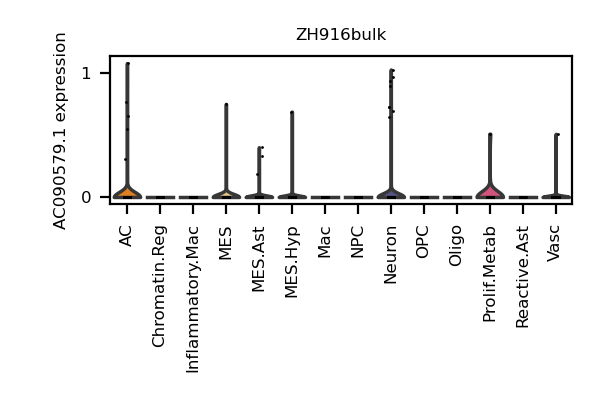 ZH916bulk
AC090579.1 expression
1
0
AC
Chromatin.Reg
Inflammatory.Mac
MES
MES.Ast
MES.Hyp
Mac
NPC
Neuron
OPC
Oligo
Prolif.Metab
Reactive.Ast
Vasc